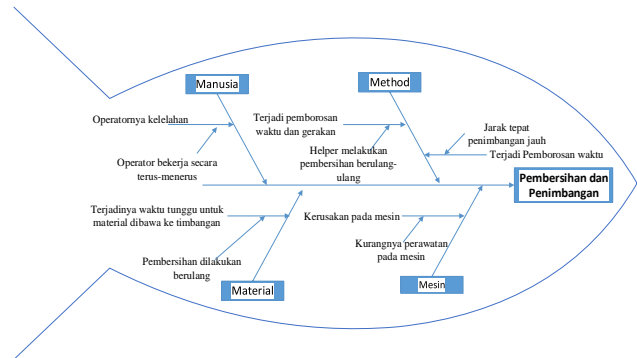 Manusia
Method
Operatornya kelelahan
Terjadi pemborosan
waktu dan gerakan
Operator bekerja secara
terus-menerus
Helper melakutan
pembersihan berulang-
ulang
Jarak tepat
penimbangan jauh
Terjadi Pemborosan waktu
Pembersihan dan
Penimbangan
Terjadinya waktu tunggu untuk
material dibawa ke timbangan
Kerusakan pada mesin
Kurangnya perawatan
pada mesin
Pembersihan dilakukan
berulang
Material
Mesin